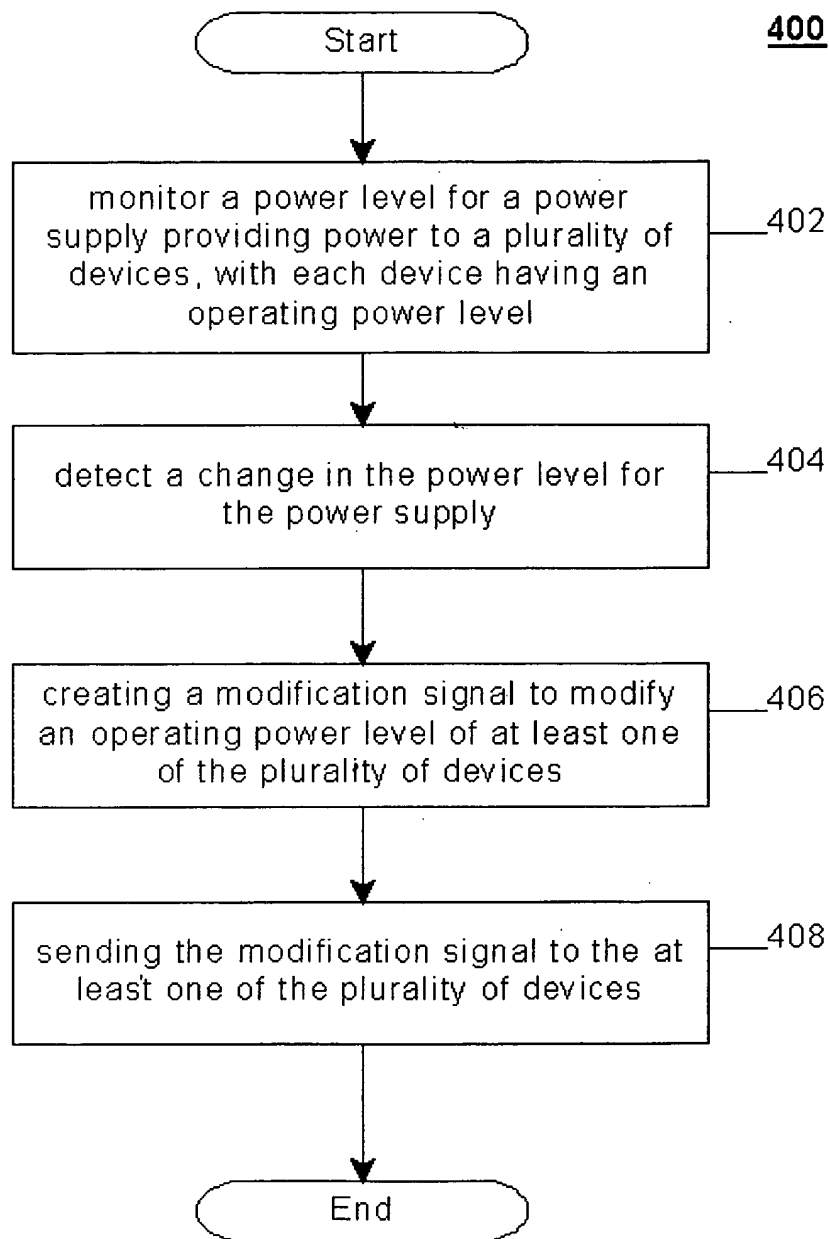 Start
400
monitor a power level for a power
supply providing power to a plurality of
devices, with each device having an
operating power level
402
detect a change in the power level for
the power supply
404
creating a modification signal to modify
an operating power level of at least one
of the plurality of devices
406
sending the modification signal to the at
least one of the plurality of devices
408
End